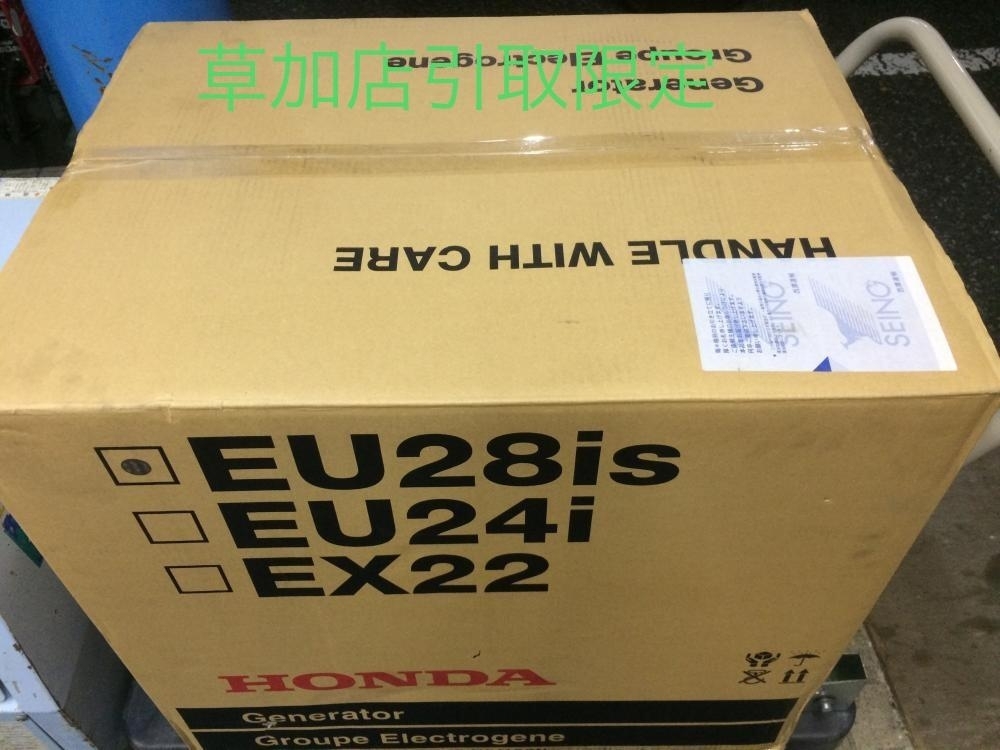 草加店引取限定
Generator
Groupe Electrogene
HANDLE WITH CARE
SEINO
SEINO
EU28is
EU24i
EX22
HONDA
Generator
Groupe Electrogene